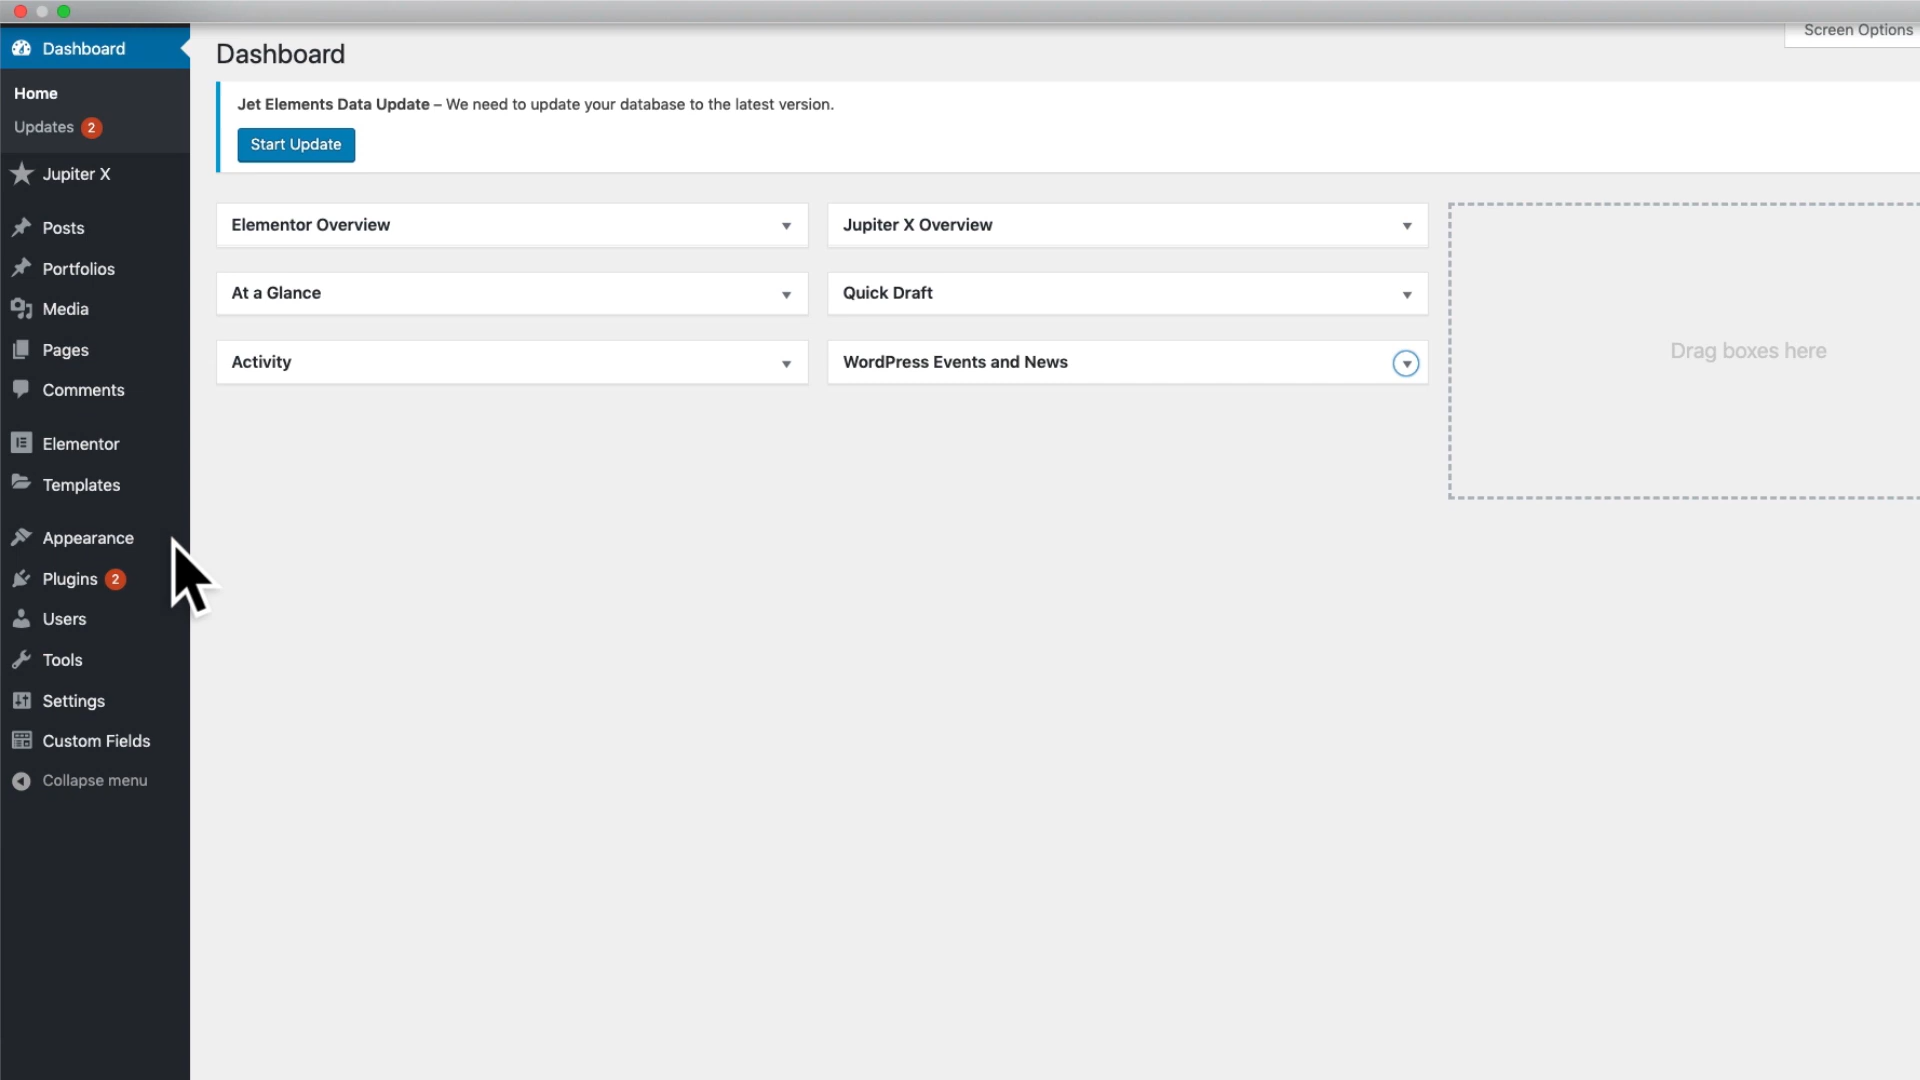 Screen Options
Dashboard
Dashboard
Home
Updates 2
Jet Elements Data Update – We need to update your database to the latest version.
Start Update
Jupiter X
Posts
Portfolios
Media
Pages
Comments
Elementor
Templates
Appearance
Plugins 2
Users
Tools
Settings
Custom Fields
Collapse menu
Elementor Overview
Jupiter X Overview
At a Glance
Quick Draft
Activity
WordPress Events and News
Drag boxes here